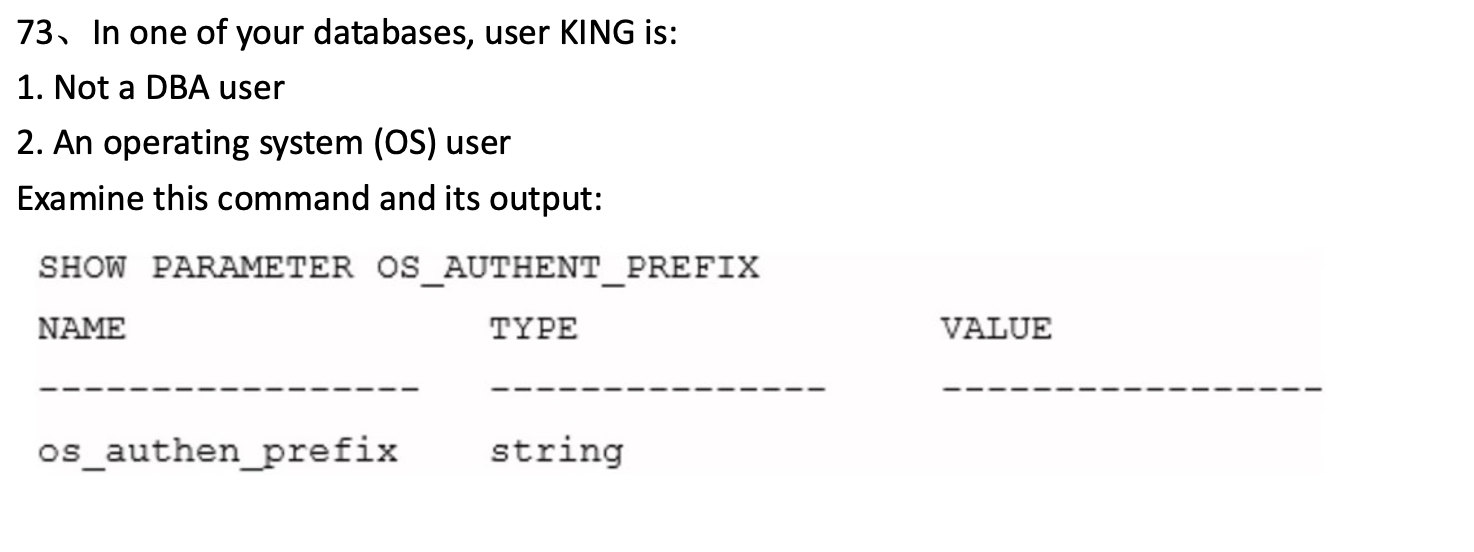 73、In one of your databases, user KING is:
1. Not a DBA user
2. An operating system (OS) user
Examine this command and its output:
SHOW PARAMETER OS_AUTHENT_PREFIX
NAME TYPE VALUE
----------------- --------------- -----------------
os_authen_prefix string